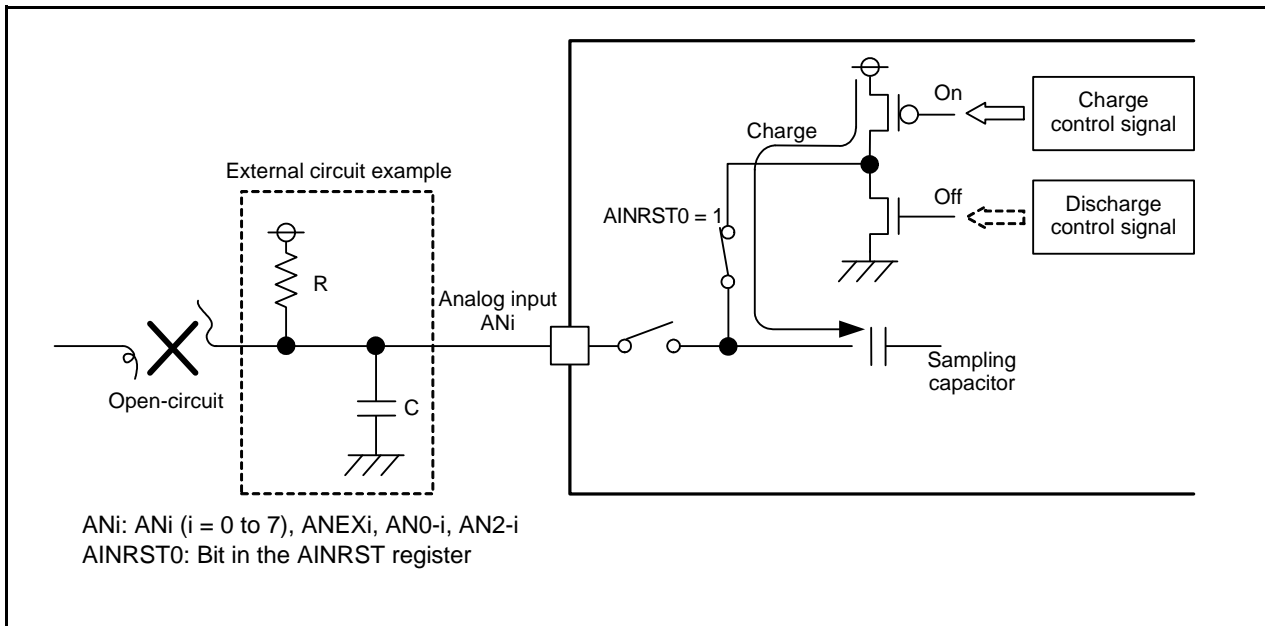 On
Charge
control signal
Charge
External circuit example
AINRST0 = 1
Off
Discharge
control signal
R
Analog input
ANi
Open-circuit
C
Sampling
capacitor
ANi: ANi (i = 0 to 7), ANEXi, AN0-i, AN2-i
AINRST0: Bit in the AINRST register